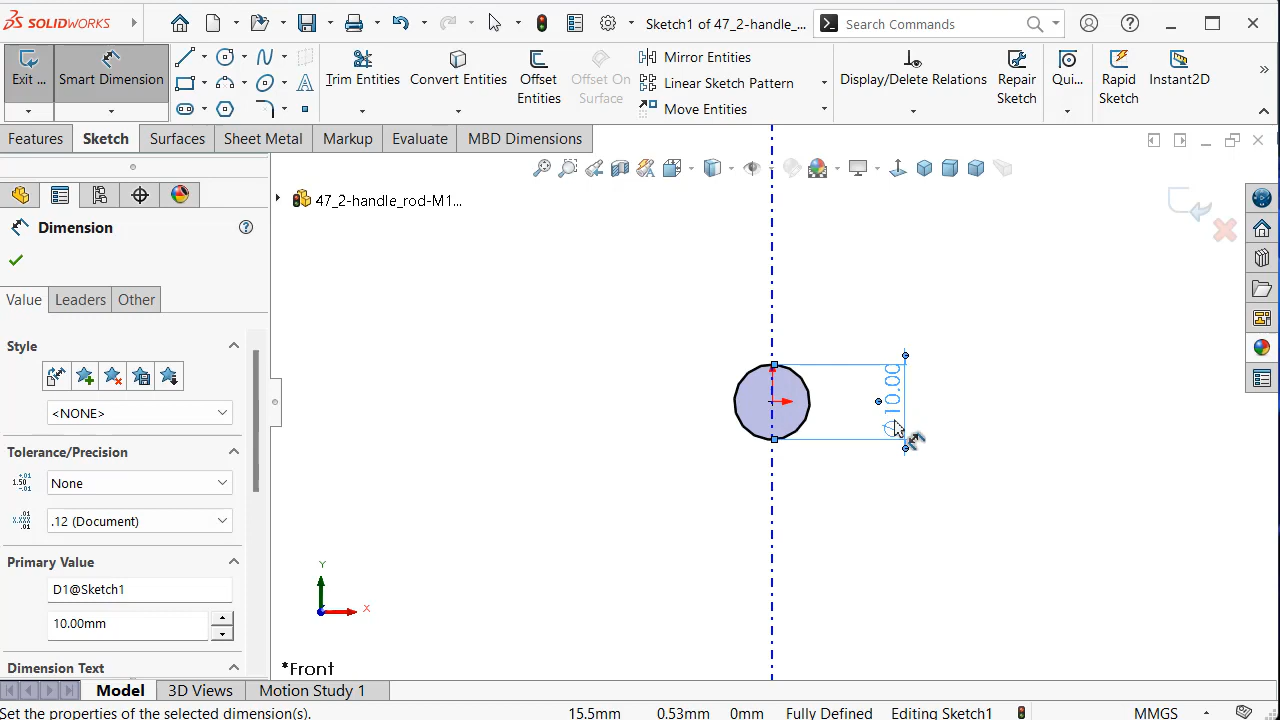 SOLIDWORKS
Sketch1 of 47_2-handle_...
Search Commands
Exit ...
Smart Dimension
Trim Entities
Convert Entities
Offset Entities
Offset On Surface
Mirror Entities
Linear Sketch Pattern
Move Entities
Display/Delete Relations
Repair Sketch
Qui...
Rapid Sketch
Instant2D
Features
Sketch
Surfaces
Sheet Metal
Markup
Evaluate
MBD Dimensions
47_2-handle_rod-M1...
Dimension
Value
Leaders
Other
Style
<NONE>
Tolerance/Precision
None
.12 (Document)
Primary Value
D1@Sketch1
10.00mm
Dimension Text
∅10.00
Y
X
*Front
Model
3D Views
Motion Study 1
Set the properties of the selected dimension(s).
15.5mm
0.53mm
0mm
Fully Defined
Editing Sketch1
MMGS